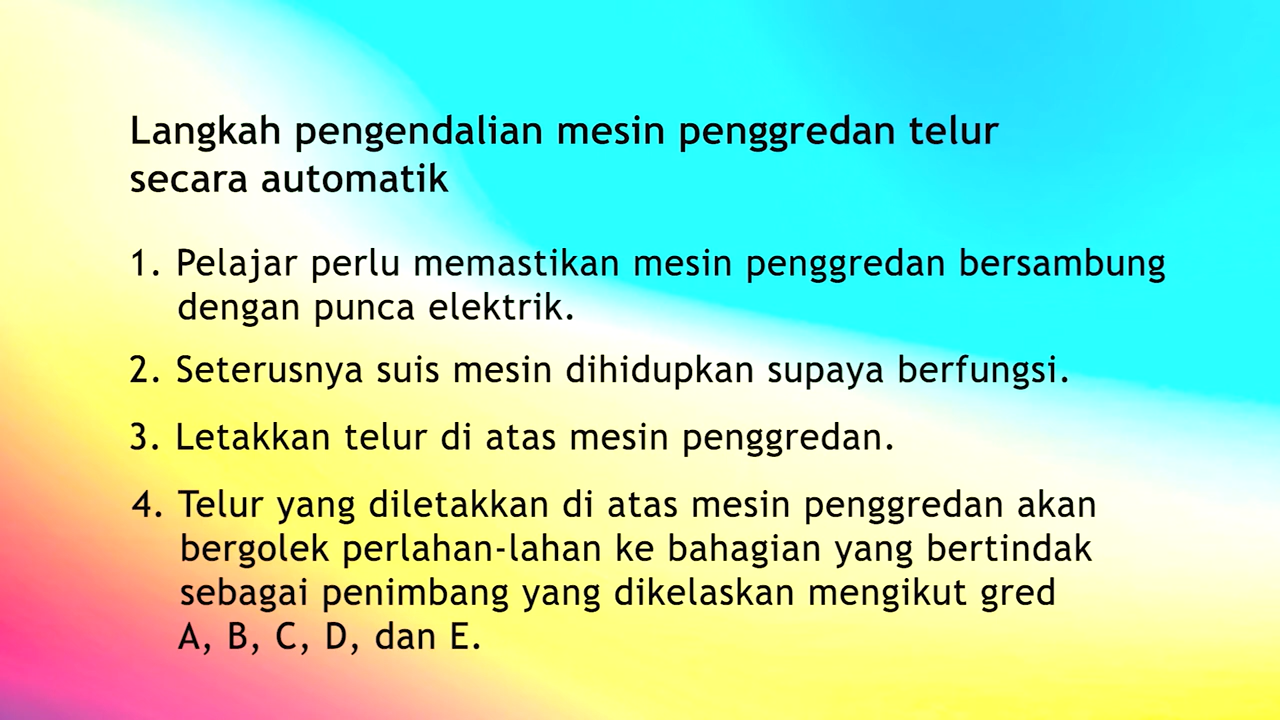 Langkah pengendalian mesin penggredan telur
secara automatik
1. Pelajar perlu memastikan mesin penggredan bersambung
dengan punca elektrik.
2. Seterusnya suis mesin dihidupkan supaya berfungsi.
3. Letakkan telur di atas mesin penggredan.
4. Telur yang diletakkan di atas mesin penggredan akan
bergolek perlahan-lahan ke bahagian yang bertindak
sebagai penimbang yang dikelaskan mengikut gred
A, B, C, D, dan E.